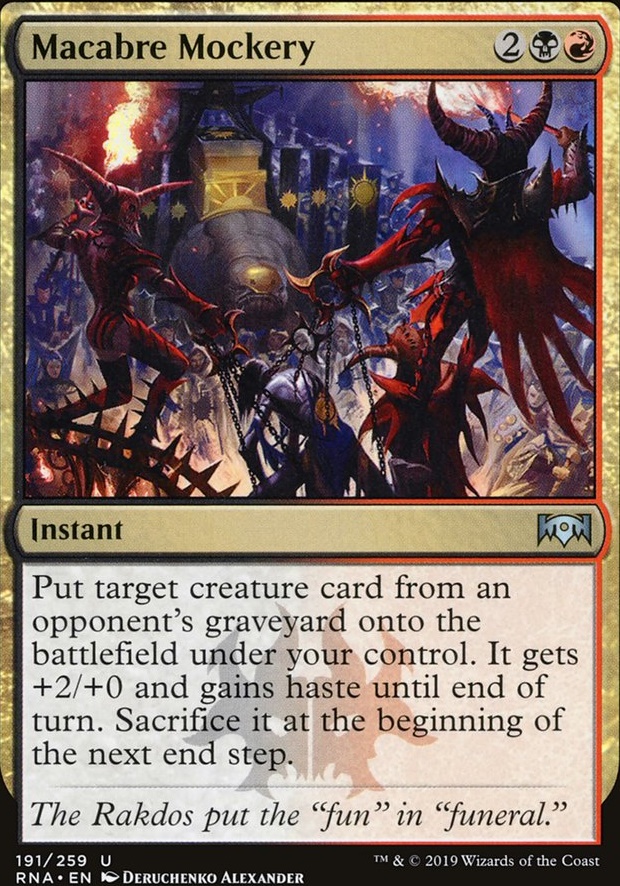 Macabre Mockery 2
Instant
Put target creature card from an
opponent’s graveyard onto the
battlefield under your control. It gets
+2/+0 and gains haste until end of
turn. Sacrifice it at the beginning of
the next end step.
The Rakdos put the “fun” in “funeral.”
191/259 U
RNA • EN Deruchenko Alexander
™ & © 2019 Wizards of the Coast